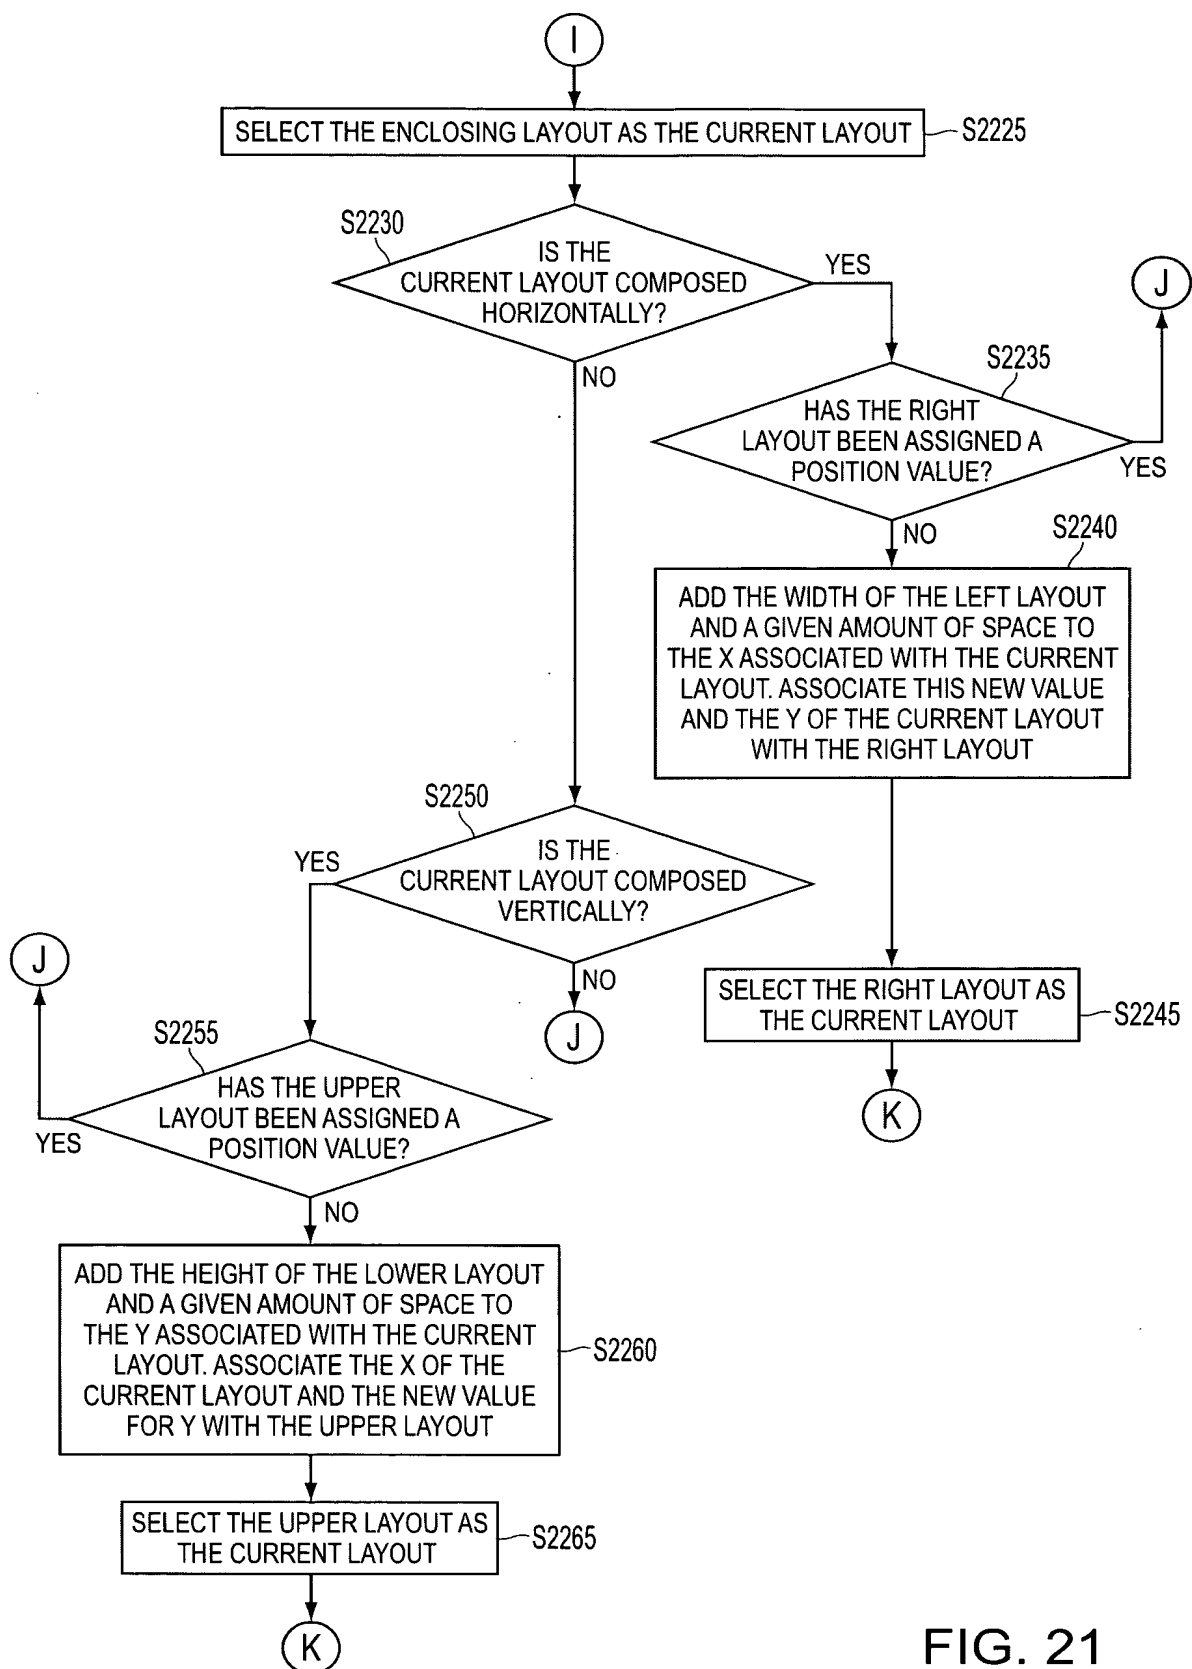 I
SELECT THE ENCLOSING LAYOUT AS THE CURRENT LAYOUT
S2225
S2230
IS THE
CURRENT LAYOUT COMPOSED
HORIZONTALLY?
YES
J
NO
S2235
HAS THE RIGHT
LAYOUT BEEN ASSIGNED A
POSITION VALUE?
YES
NO
S2240
ADD THE WIDTH OF THE LEFT LAYOUT
AND A GIVEN AMOUNT OF SPACE TO
THE X ASSOCIATED WITH THE CURRENT
LAYOUT. ASSOCIATE THIS NEW VALUE
AND THE Y OF THE CURRENT LAYOUT
WITH THE RIGHT LAYOUT
S2250
IS THE
CURRENT LAYOUT COMPOSED
VERTICALLY?
YES
NO
J
J
SELECT THE RIGHT LAYOUT AS
THE CURRENT LAYOUT
S2245
K
S2255
HAS THE UPPER
LAYOUT BEEN ASSIGNED A
POSITION VALUE?
YES
NO
ADD THE HEIGHT OF THE LOWER LAYOUT
AND A GIVEN AMOUNT OF SPACE TO
THE Y ASSOCIATED WITH THE CURRENT
LAYOUT. ASSOCIATE THE X OF THE
CURRENT LAYOUT AND THE NEW VALUE
FOR Y WITH THE UPPER LAYOUT
S2260
SELECT THE UPPER LAYOUT AS
THE CURRENT LAYOUT
S2265
K
FIG. 21